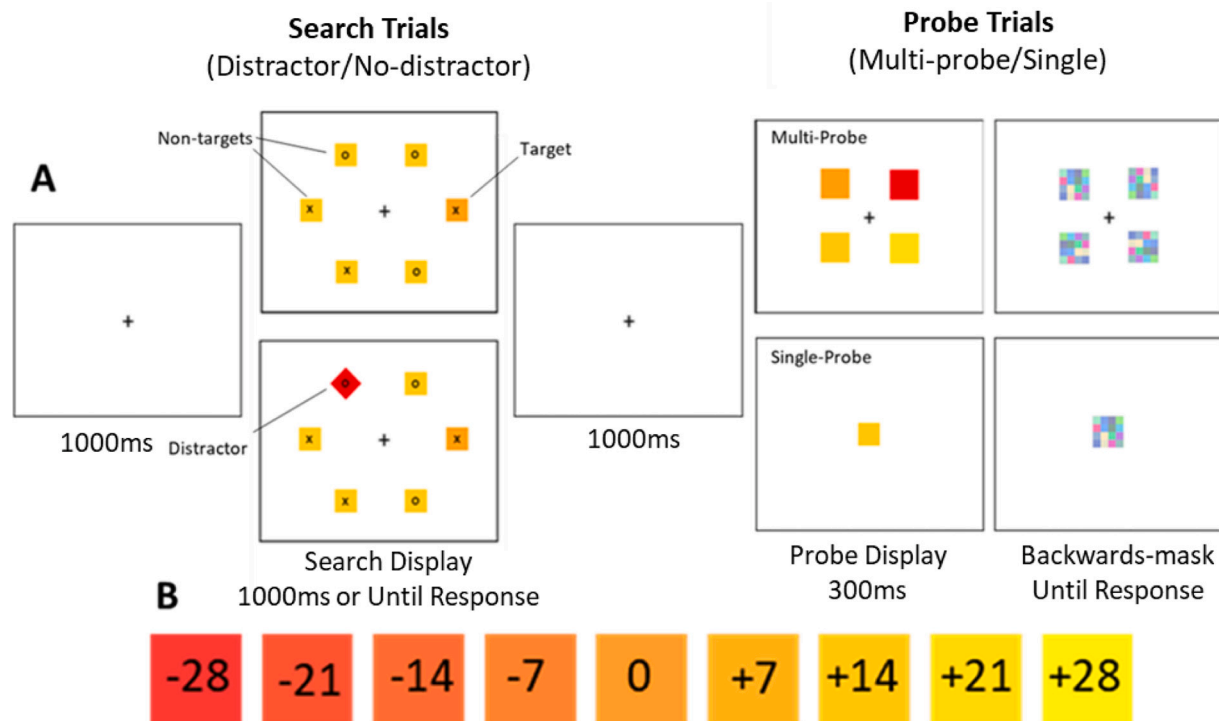 Search Trials
(Distractor/No-distractor)
Probe Trials
(Multi-probe/Single)
A
Non-targets
Target
o o
x + x
x o
+
1000ms
Distractor
o o
x + x
x o
Search Display
1000ms or Until Response
+
1000ms
Multi-Probe
+
+
Single-Probe
Probe Display
300ms
Backwards-mask
Until Response
B
-28 -21 -14 -7 0 +7 +14 +21 +28